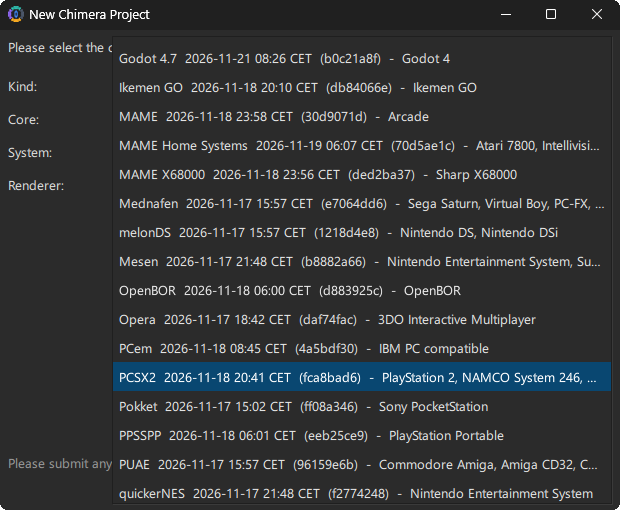 New Chimera Project
Please select the c
Kind:
Core:
System:
Renderer:
Godot 4.7 2026-11-21 08:26 CET (b0c21a8f) - Godot 4
Ikemen GO 2026-11-18 20:10 CET (db84066e) - Ikemen GO
MAME 2026-11-18 23:58 CET (30d9071d) - Arcade
MAME Home Systems 2026-11-19 06:07 CET (70d5ae1c) - Atari 7800, Intellivisi...
MAME X68000 2026-11-18 23:56 CET (ded2ba37) - Sharp X68000
Mednafen 2026-11-17 15:57 CET (e7064dd6) - Sega Saturn, Virtual Boy, PC-FX, ...
melonDS 2026-11-17 15:57 CET (1218d4e8) - Nintendo DS, Nintendo DSi
Mesen 2026-11-17 21:48 CET (b8882a66) - Nintendo Entertainment System, Su...
OpenBOR 2026-11-18 06:00 CET (d883925c) - OpenBOR
Opera 2026-11-17 18:42 CET (daf74fac) - 3DO Interactive Multiplayer
PCem 2026-11-18 08:45 CET (4a5bdf30) - IBM PC compatible
PCSX2 2026-11-18 20:41 CET (fca8bad6) - PlayStation 2, NAMCO System 246, ...
Pokket 2026-11-17 15:02 CET (ff08a346) - Sony PocketStation
PPSSPP 2026-11-18 06:01 CET (eeb25ce9) - PlayStation Portable
PUAE 2026-11-17 15:57 CET (96159e6b) - Commodore Amiga, Amiga CD32, C...
quickerNES 2026-11-17 21:48 CET (f2774248) - Nintendo Entertainment System
Please submit any